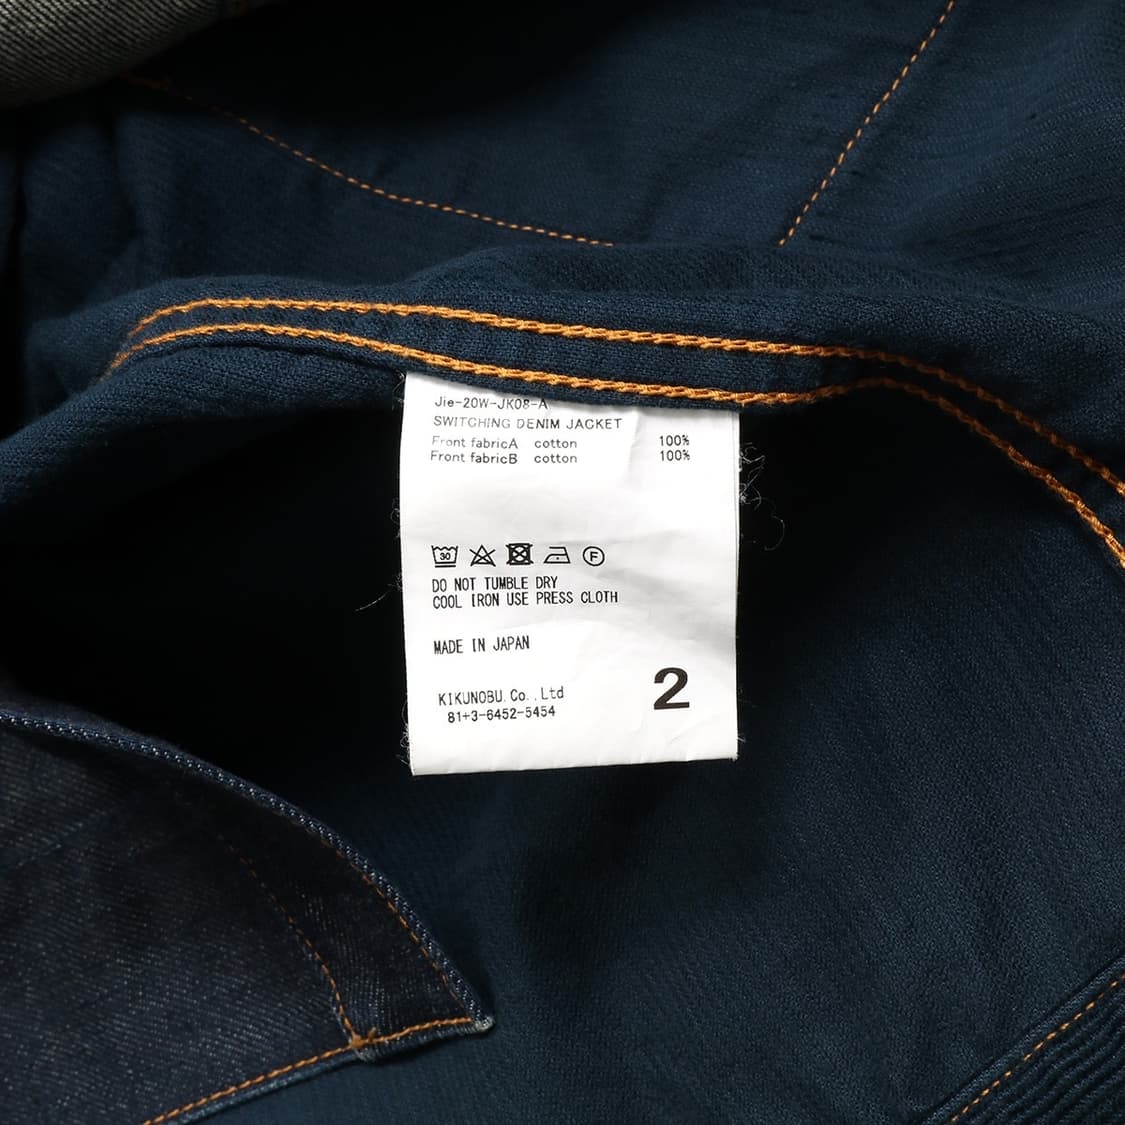 Jie-20W-JK08-A
SWITCHING DENIM JACKET
Front fabricA cotton 100%
Front fabricB cotton 100%
30 F
DO NOT TUMBLE DRY
COOL IRON USE PRESS CLOTH
MADE IN JAPAN
KIKUNOBU.Co.,Ltd
81+3-6452-5454
2